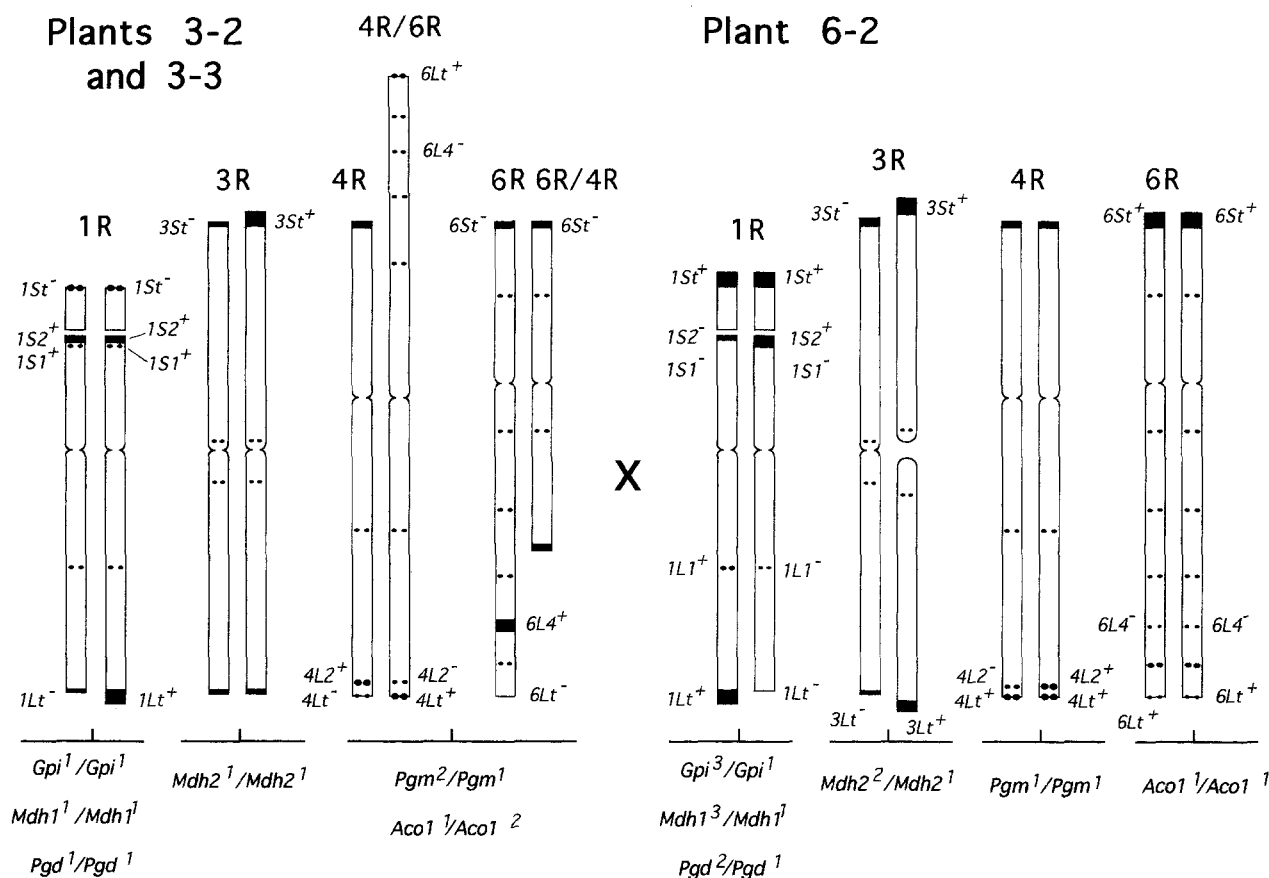 Plants 3-2
and 3-3
4R/6R
Plant 6-2
6Lt⁺
6L4⁻
1R
3R
4R
6R 6R/4R
1St⁻
1St⁻
1S2⁺
1S2⁺
1S1⁺
1S1⁺
3St⁻
3St⁺
6St⁻
6St⁻
6L4⁺
4L2⁺
4L2⁻
4Lt⁻
4Lt⁺
6Lt⁻
1Lt⁻
1Lt⁺
X
1R
3R
4R
6R
1St⁺
1St⁺
1S2⁻
1S2⁺
1S1⁻
1S1⁻
3St⁻
3St⁺
6St⁺
6St⁺
1L1⁺
1L1⁻
6L4⁻
6L4⁻
1Lt⁺
1Lt⁻
3Lt⁻
3Lt⁺
4L2⁻
4L2⁺
4Lt⁺
4Lt⁺
6Lt⁺
6Lt⁺
Gpi¹/Gpi¹
Mdh1¹/Mdh1¹
Pgd¹/Pgd¹
Mdh2¹/Mdh2¹
Pgm²/Pgm¹
Aco1¹/Aco1²
Gpi³/Gpi¹
Mdh1³/Mdh1¹
Pgd²/Pgd¹
Mdh2²/Mdh2¹
Pgm¹/Pgm¹
Aco1¹/Aco1¹